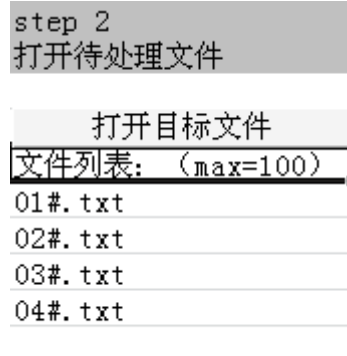 step 2
打开待处理文件
打开目标文件
文件列表： （max=100）
01#.txt
02#.txt
03#.txt
04#.txt